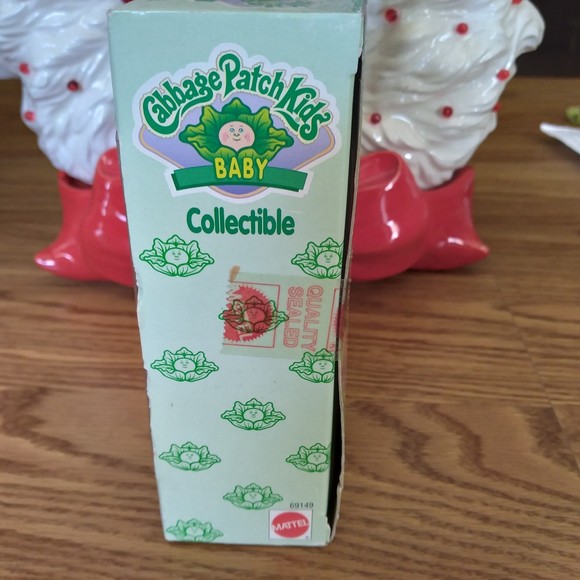 Cabbage Patch Kids
BABY
Collectible
QUALITY
SEALED
69149
MATTEL